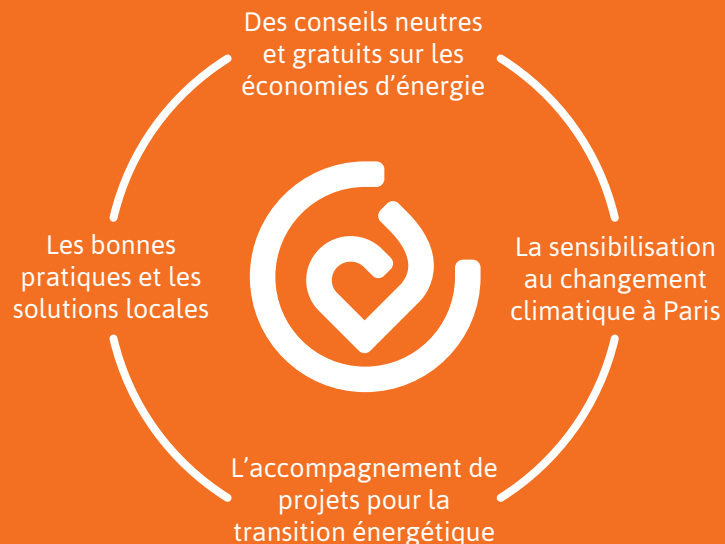 Des conseils neutres
et gratuits sur les
économies d'énergie
Les bonnes
pratiques et les
solutions locales
La sensibilisation
au changement
climatique à Paris
L'accompagnement de
projets pour la
transition énergétique